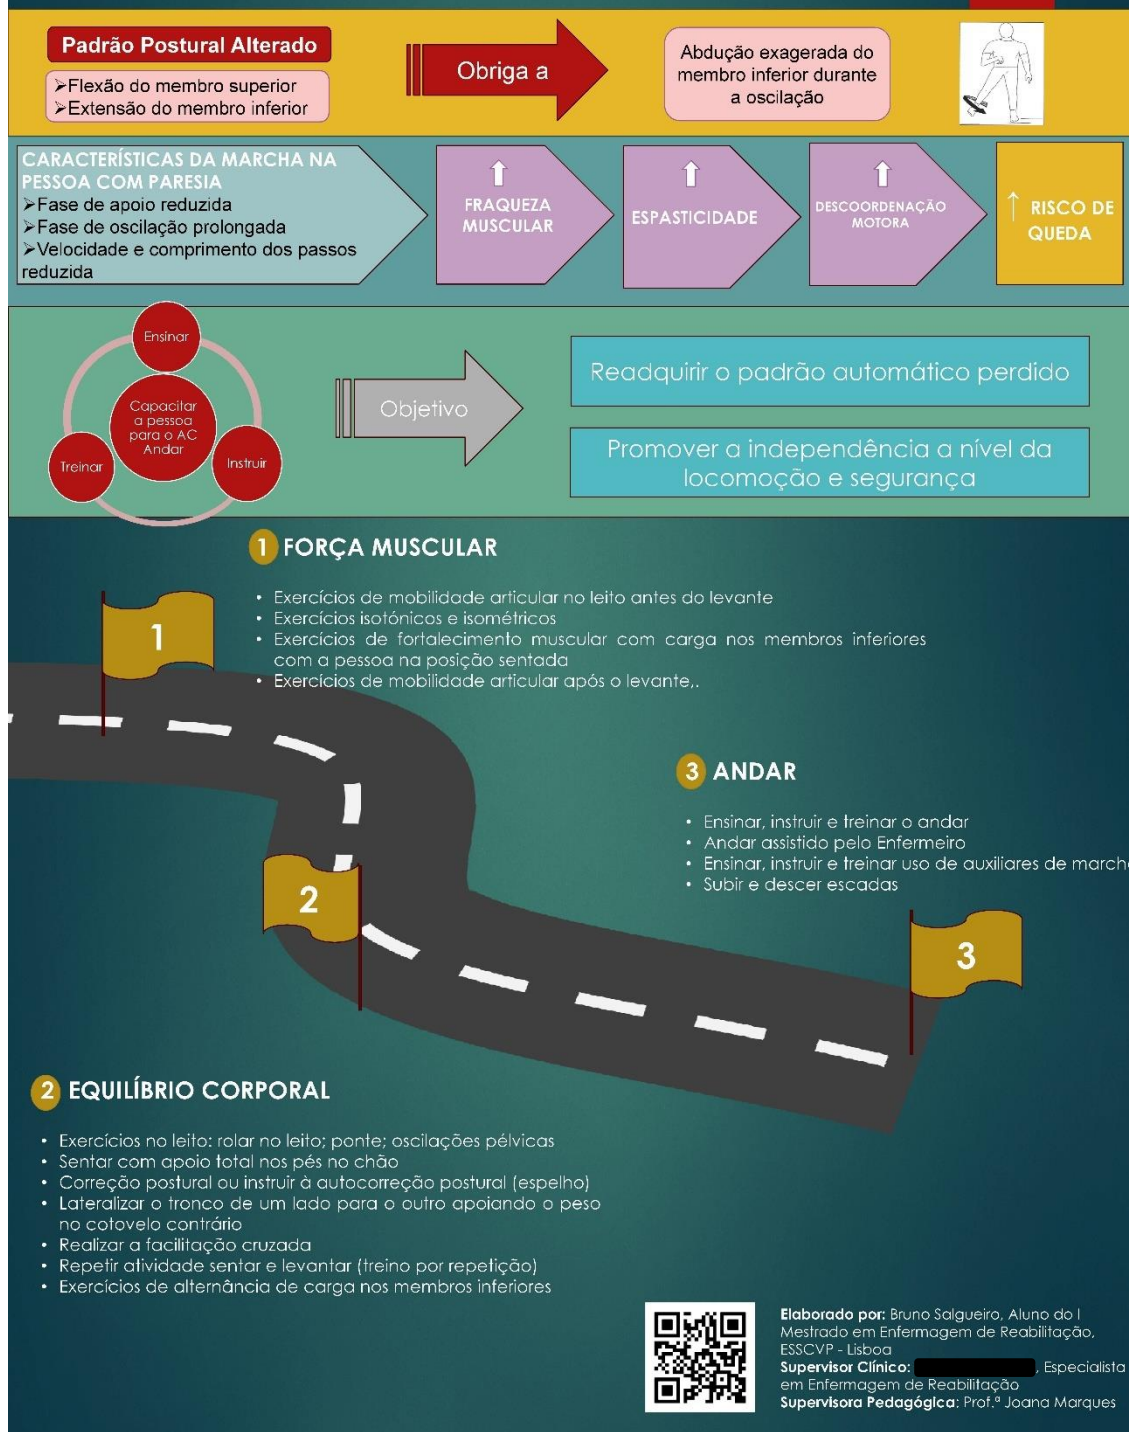 Padrão Postural Alterado
➢Flexão do membro superior
➢Extensão do membro inferior
Obriga a
Abdução exagerada do
membro inferior durante
a oscilação
CARACTERÍSTICAS DA MARCHA NA
PESSOA COM PARESIA
➢Fase de apoio reduzida
➢Fase de oscilação prolongada
➢Velocidade e comprimento dos passos
reduzida
FRAQUEZA
MUSCULAR
ESPASTICIDADE
DESCOORDENAÇÃO
MOTORA
↑ RISCO DE
QUEDA
Ensinar
Capacitar
a pessoa
para o AC
Andar
Treinar
Instruir
Objetivo
Readquirir o padrão automático perdido
Promover a independência a nível da
locomoção e segurança
1 FORÇA MUSCULAR
• Exercícios de mobilidade articular no leito antes do levante
• Exercícios isotónicos e isométricos
• Exercícios de fortalecimento muscular com carga nos membros inferiores
com a pessoa na posição sentada
• Exercícios de mobilidade articular após o levante,.
1
3 ANDAR
• Ensinar, instruir e treinar o andar
• Andar assistido pelo Enfermeiro
• Ensinar, instruir e treinar uso de auxiliares de march
• Subir e descer escadas
2
3
2 EQUILÍBRIO CORPORAL
• Exercícios no leito: rolar no leito; ponte; oscilações pélvicas
• Sentar com apoio total nos pés no chão
• Correção postural ou instruir à autocorreção postural (espelho)
• Lateralizar o tronco de um lado para o outro apoiando o peso
no cotovelo contrário
• Realizar a facilitação cruzada
• Repetir atividade sentar e levantar (treino por repetição)
• Exercícios de alternância de carga nos membros inferiores
Elaborado por: Bruno Salgueiro, Aluno do I
Mestrado em Enfermagem de Reabilitação,
ESSCVP - Lisboa
Supervisor Clínico: , Especialista
em Enfermagem de Reabilitação
Supervisora Pedagógica: Prof.ª Joana Marques